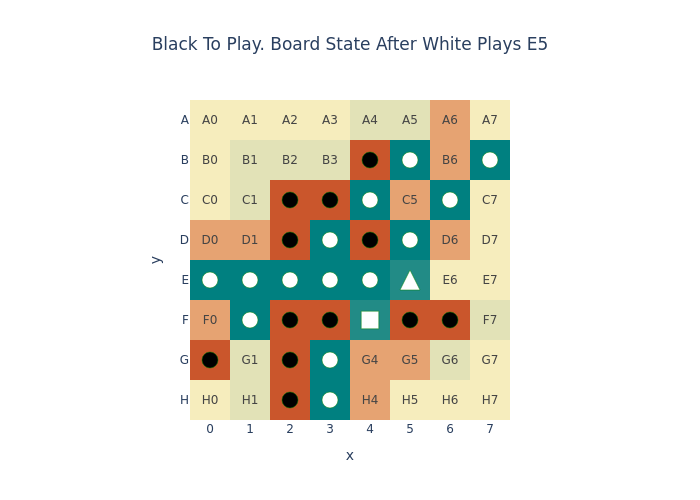 Black To Play. Board State After White Plays E5
A A0 A1 A2 A3 A4 A5 A6 A7
B B0 B1 B2 B3 B6
C C0 C1 C5 C7
D D0 D1 D6 D7
E E6 E7
F F0 F7
G G1 G4 G5 G6 G7
H H0 H1 H4 H5 H6 H7
0 1 2 3 4 5 6 7
x
y